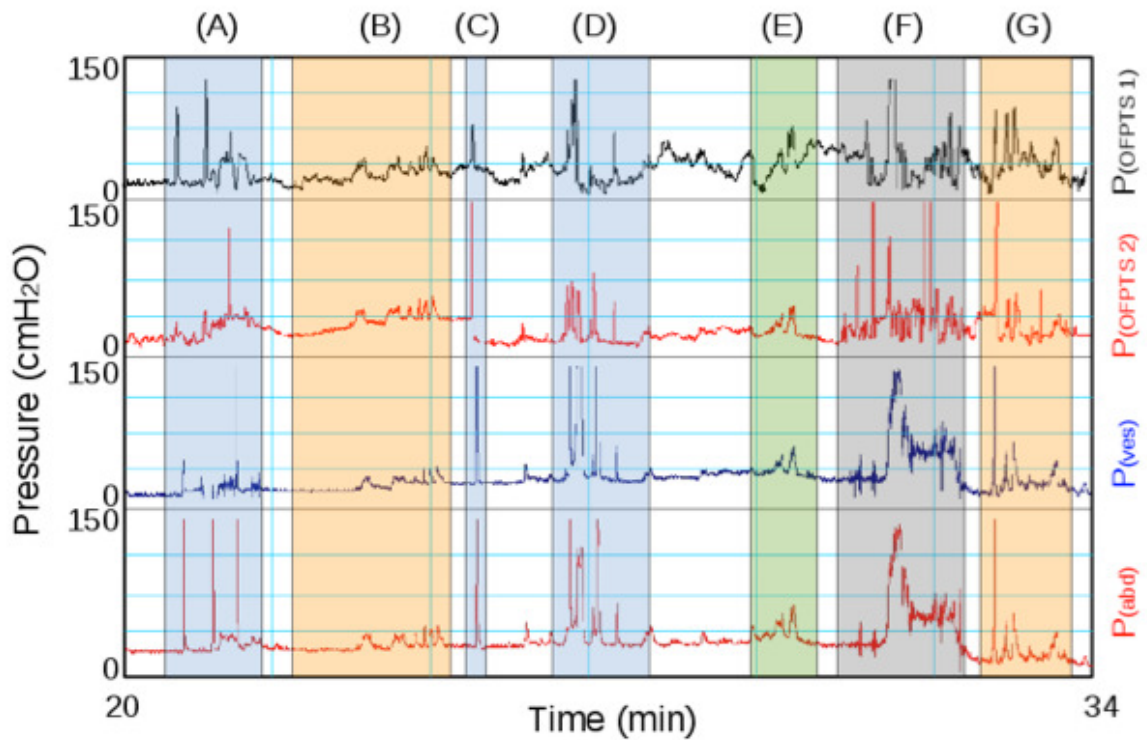 (A) (B) (C) (D) (E) (F) (G)
150
0
150
0
150
0
150
0
Pressure (cmH2O)
P(OFPTS 1)
P(OFPTS 2)
P(ves)
P(abd)
20
34
Time (min)